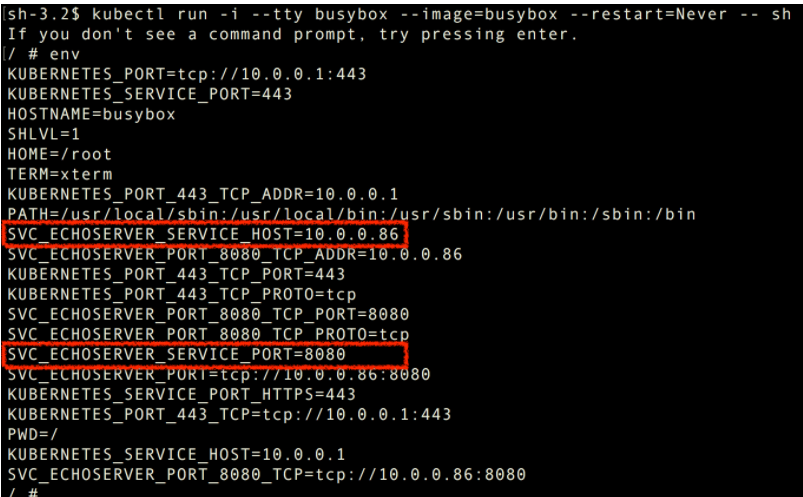 [sh-3.2$ kubectl run -i --tty busybox --image=busybox --restart=Never -- sh
If you don't see a command prompt, try pressing enter.
[/ # env
KUBERNETES_PORT=tcp://10.0.0.1:443
KUBERNETES_SERVICE_PORT=443
HOSTNAME=busybox
SHLVL=1
HOME=/root
TERM=xterm
KUBERNETES_PORT_443_TCP_ADDR=10.0.0.1
PATH=/usr/local/sbin:/usr/local/bin:/usr/sbin:/usr/bin:/sbin:/bin
SVC_ECHOSERVER_SERVICE_HOST=10.0.0.86
SVC_ECHOSERVER_PORT_8080_TCP_ADDR=10.0.0.86
KUBERNETES_PORT_443_TCP_PORT=443
KUBERNETES_PORT_443_TCP_PROTO=tcp
SVC_ECHOSERVER_PORT_8080_TCP_PORT=8080
SVC_ECHOSERVER_PORT_8080_TCP_PROTO=tcp
SVC_ECHOSERVER_SERVICE_PORT=8080
SVC_ECHOSERVER_PORT=tcp://10.0.0.86:8080
KUBERNETES_SERVICE_PORT_HTTPS=443
KUBERNETES_PORT_443_TCP=tcp://10.0.0.1:443
PWD=/
KUBERNETES_SERVICE_HOST=10.0.0.1
SVC_ECHOSERVER_PORT_8080_TCP=tcp://10.0.0.86:8080
/ #